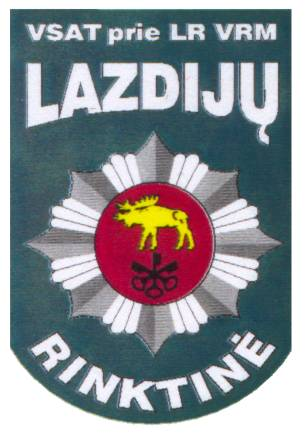 VSAT prie LR VRM
LAZDIJŲ
RINKTINĖ